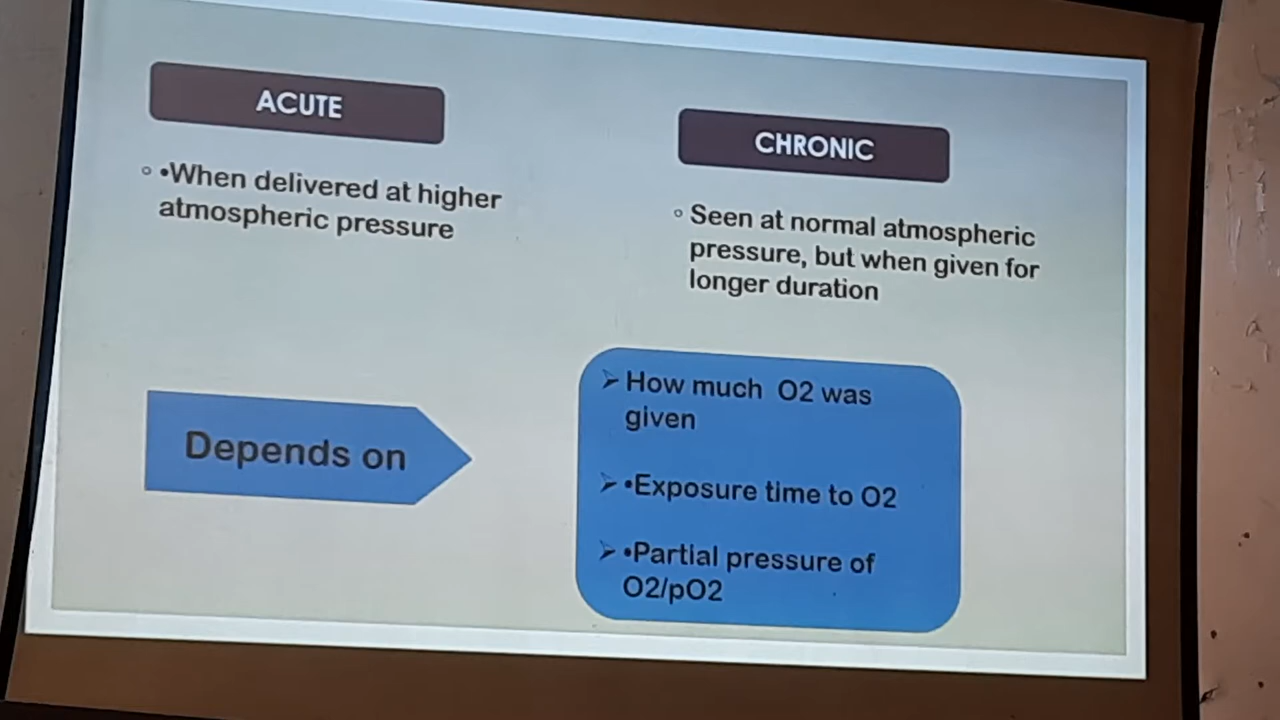 ACUTE
◦ •When delivered at higher
atmospheric pressure
CHRONIC
◦ Seen at normal atmospheric
pressure, but when given for
longer duration
Depends on
➢ How much O2 was
given
➢ •Exposure time to O2
➢ •Partial pressure of
O2/pO2